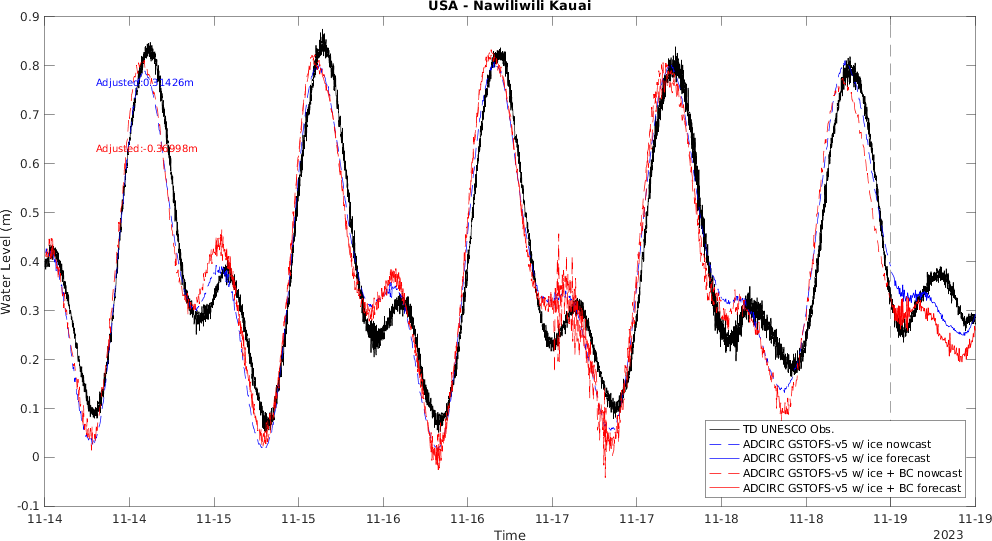 USA - Nawiliwili Kauai
0.9
0.8
0.7
0.6
0.5
0.4
0.3
0.2
0.1
0
-0.1
Water Level (m)
Adjusted:0.31426m
Adjusted:-0.36998m
TD UNESCO Obs.
ADCIRC GSTOFS-v5 w/ ice nowcast
ADCIRC GSTOFS-v5 w/ ice forecast
ADCIRC GSTOFS-v5 w/ ice + BC nowcast
ADCIRC GSTOFS-v5 w/ ice + BC forecast
11-14 11-14 11-15 11-15 11-16 11-16 11-17 11-17 11-18 11-18 11-19 11-19
Time
2023